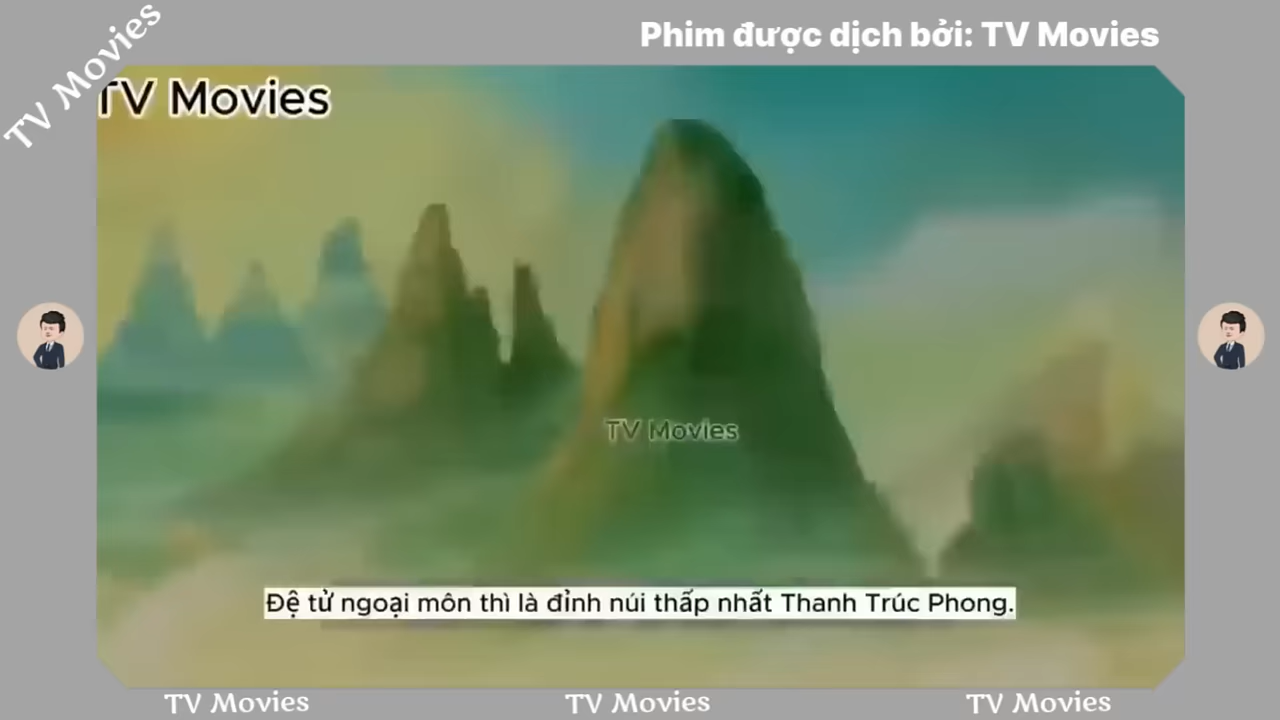 Phim được dịch bởi: TV Movies
TV Movies
TV Movies
TV Movies
Đệ tử ngoại môn thì là đỉnh núi thấp nhất Thanh Trúc Phong.
TV Movies
TV Movies
TV Movies